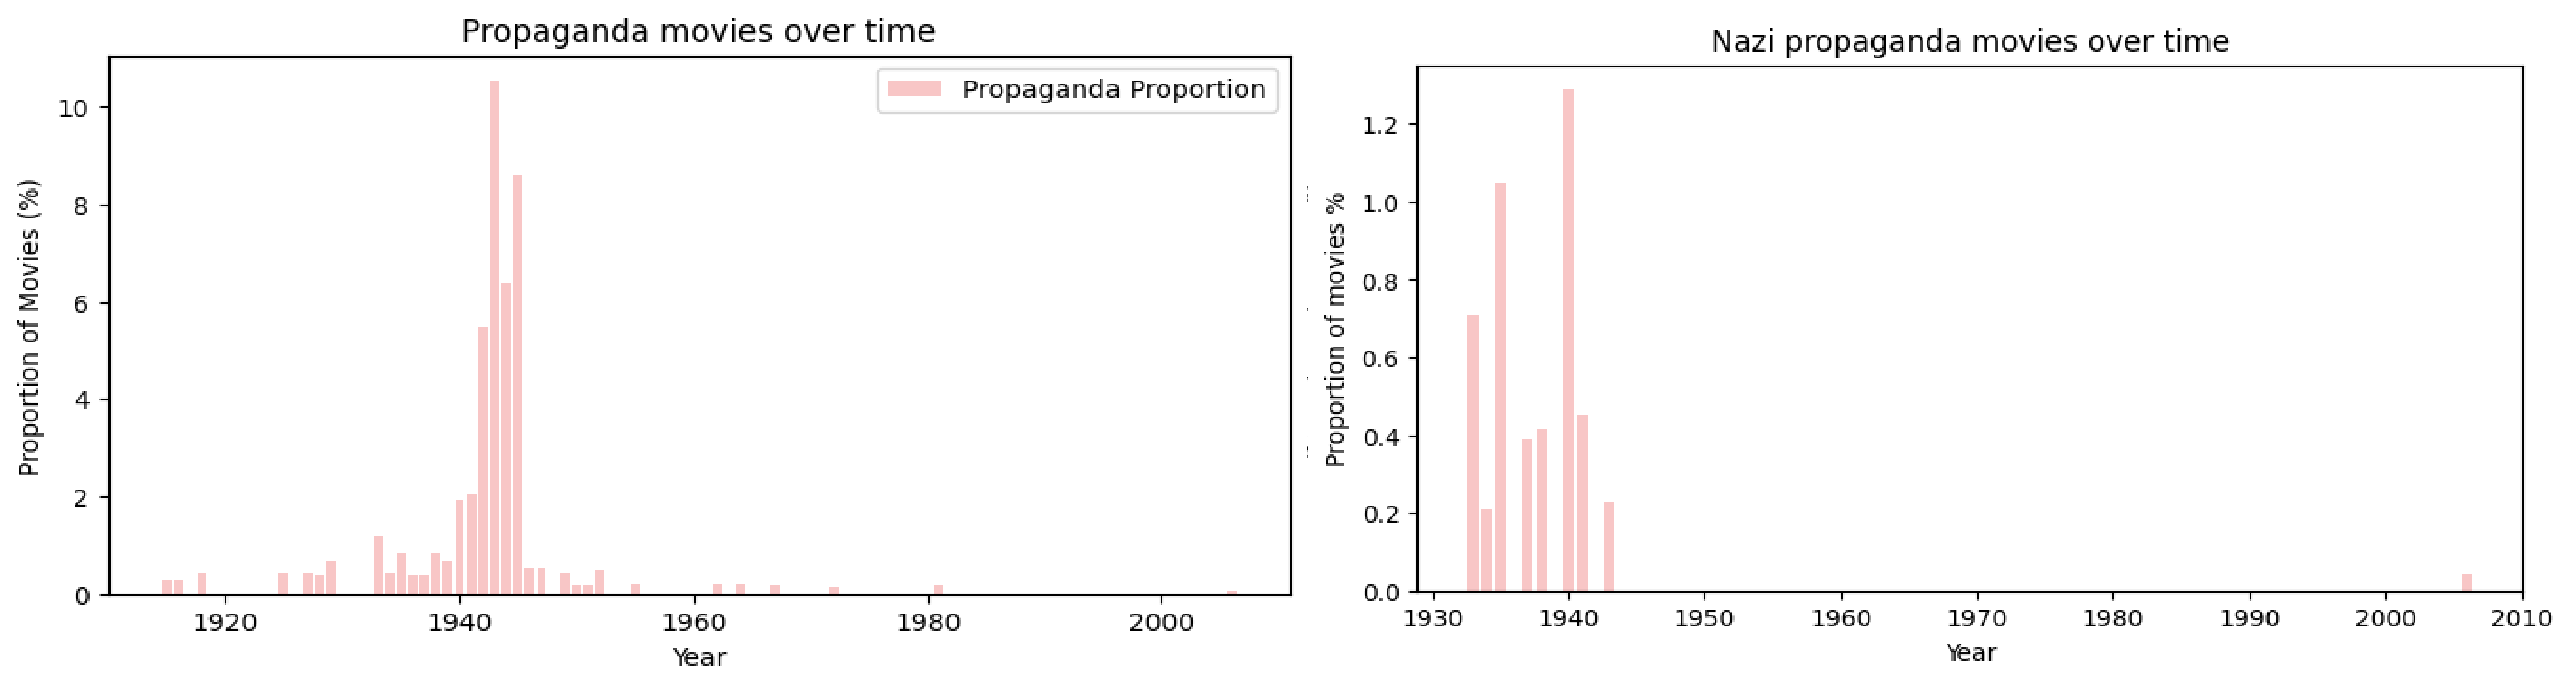 Propaganda movies over time
Propaganda Proportion
Proportion of Movies (%)
10
8
6
4
2
0
1920 1940 1960 1980 2000
Year
Nazi propaganda movies over time
Proportion of movies %
1.2
1.0
0.8
0.6
0.4
0.2
0.0
1930 1940 1950 1960 1970 1980 1990 2000 2010
Year